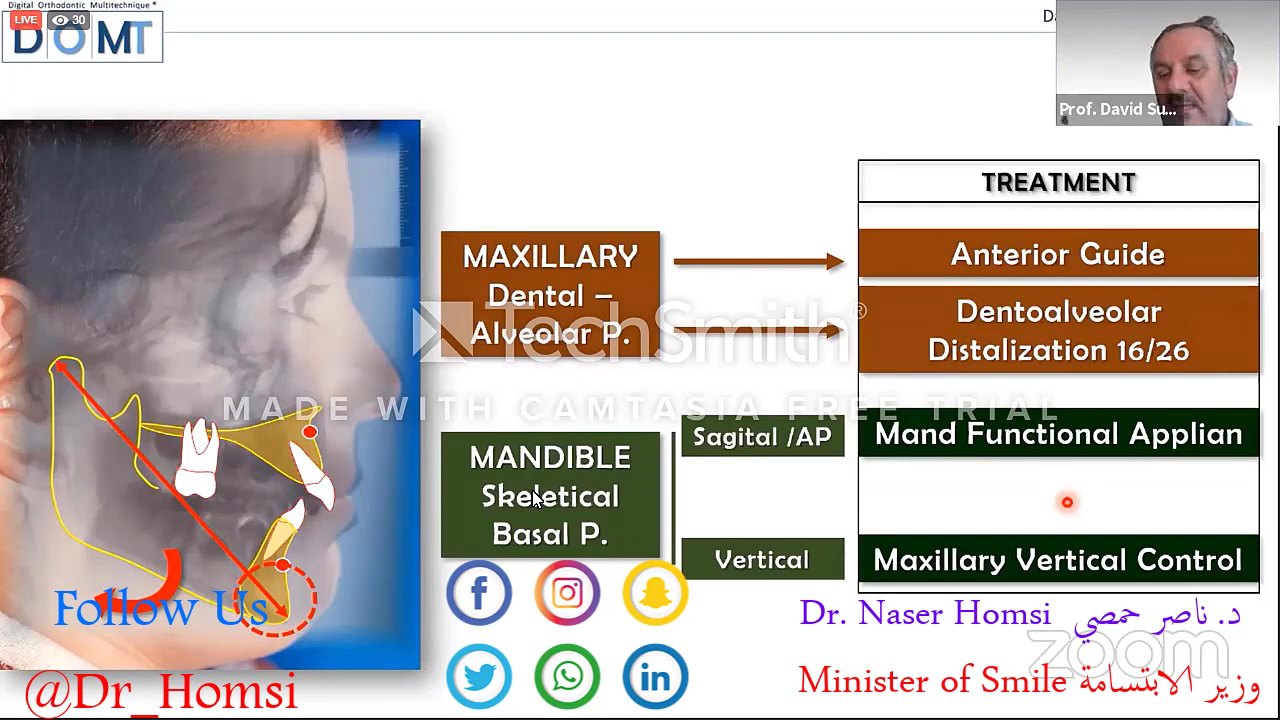 Digital Orthodontic Multitechnique ®
LIVE 30
DOMT
Prof. David Su...
TREATMENT
MAXILLARY
Dental –
Alveolar P.
Anterior Guide
Dentoalveolar
Distalization 16/26
TechSmith®
MADE WITH CAMTASIA FREE TRIAL
MANDIBLE
Skeletical
Basal P.
Sagital /AP
Mand Functional Applian
Vertical
Maxillary Vertical Control
Follow Us
@Dr_Homsi
Dr. Naser Homsi د. ناصر حمصي
zoom
Minister of Smile وزير الابتسامة